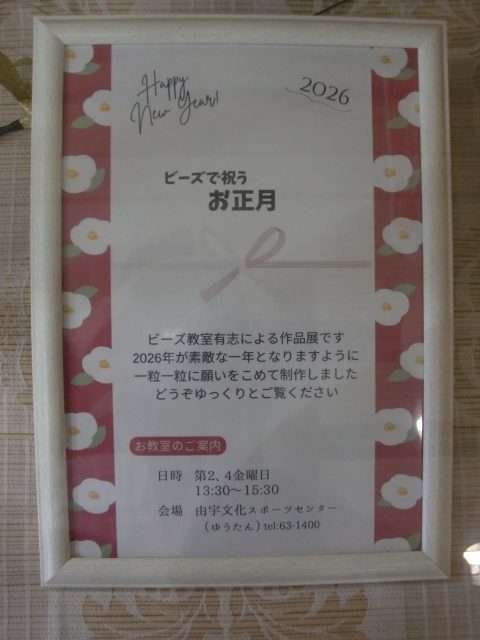 Happy
New Year!
2026
ビーズで祝う
お正月
ビーズ教室有志による作品展です
2026年が素敵な一年となりますように
一粒一粒に願いをこめて制作しました
どうぞゆっくりとご覧ください
お教室のご案内
日時 第2、4金曜日
13:30～15:30
会場 由宇文化スポーツセンター
（ゆうたん）tel:63-1400